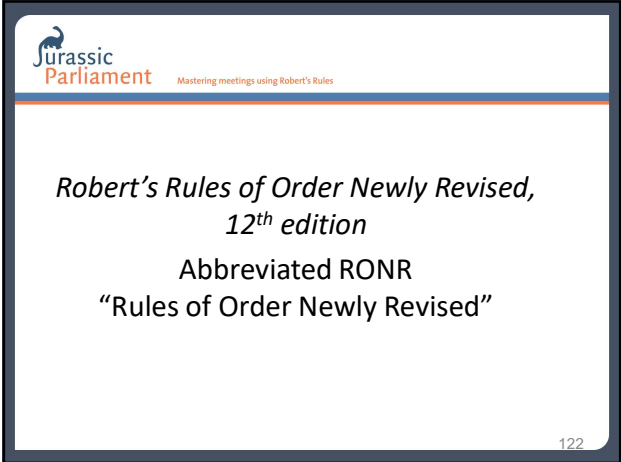 Jurassic
Parliament
Mastering meetings using Robert's Rules
Robert’s Rules of Order Newly Revised,
12th edition
Abbreviated RONR
“Rules of Order Newly Revised”
122